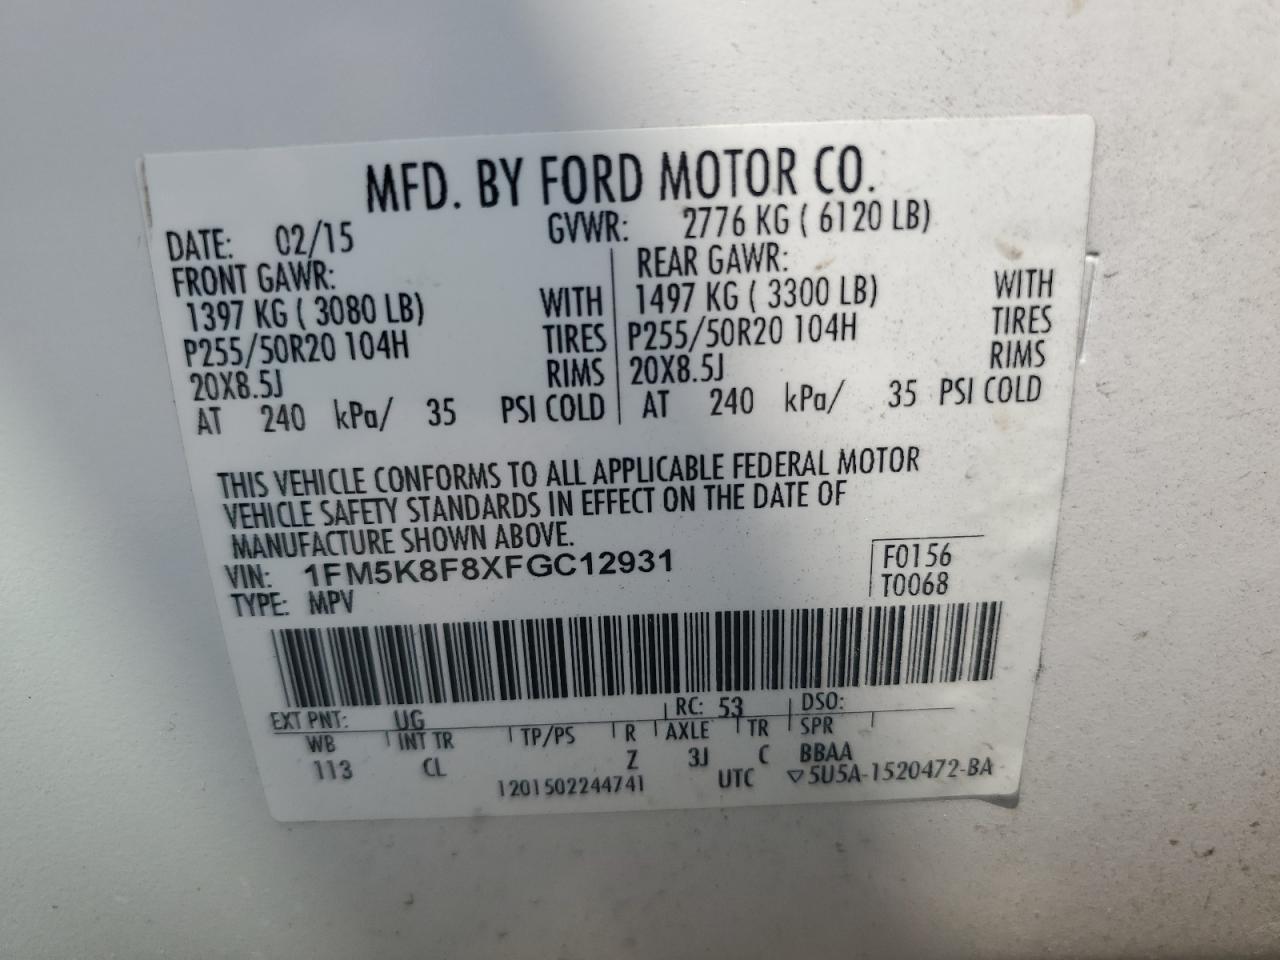 MFD. BY FORD MOTOR CO.
DATE: 02/15 GVWR: 2776 KG ( 6120 LB)
FRONT GAWR: REAR GAWR:
1397 KG ( 3080 LB) WITH 1497 KG ( 3300 LB) WITH
P255/50R20 104H TIRES P255/50R20 104H TIRES
20X8.5J RIMS 20X8.5J RIMS
AT 240 kPa/ 35 PSI COLD AT 240 kPa/ 35 PSI COLD
THIS VEHICLE CONFORMS TO ALL APPLICABLE FEDERAL MOTOR
VEHICLE SAFETY STANDARDS IN EFFECT ON THE DATE OF
MANUFACTURE SHOWN ABOVE.
VIN: 1FM5K8F8XFGC12931 F0156
TYPE: MPV T0068
EXT PNT: UG RC: 53 DSO:
WB INT TR TP/PS R AXLE TR SPR
113 CL Z 3J C BBAA
1201502244741 UTC ▽5U5A-1520472-BA